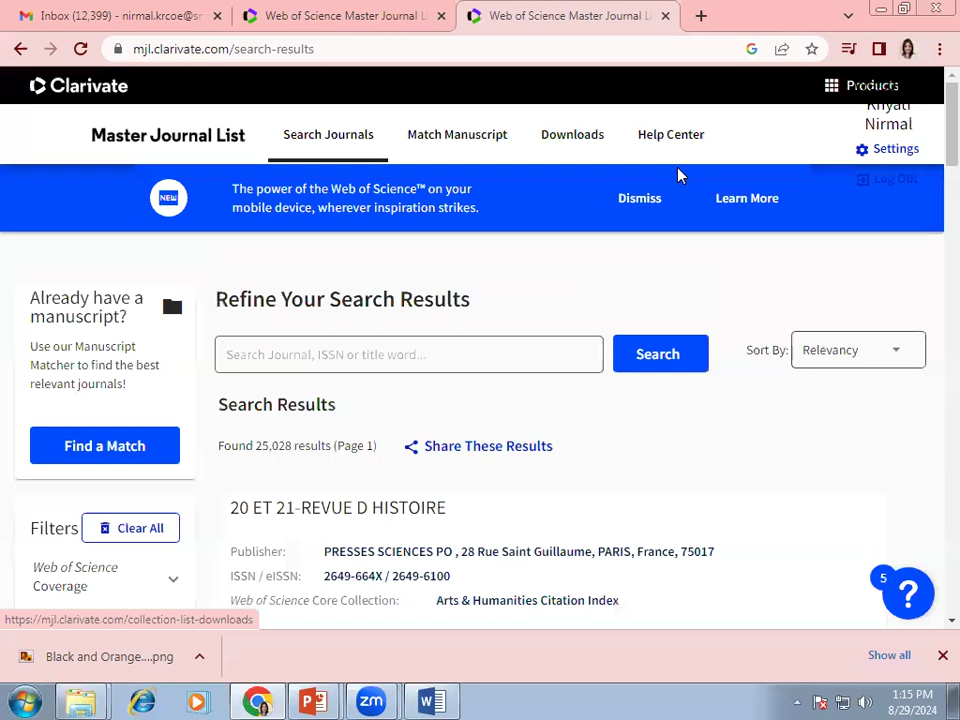 Inbox (12,399) - nirmal.krcoe@sr
Web of Science Master Journal L
Web of Science Master Journal L
mjl.clarivate.com/search-results
Clarivate
Products
Master Journal List
Search Journals
Match Manuscript
Downloads
Help Center
Khyati
Nirmal
Settings
Log Out
NEW
The power of the Web of Science™ on your
mobile device, wherever inspiration strikes.
Dismiss
Learn More
Already have a
manuscript?
Use our Manuscript
Matcher to find the best
relevant journals!
Find a Match
Refine Your Search Results
Search Journal, ISSN or title word...
Search
Sort By:
Relevancy
Search Results
Found 25,028 results (Page 1)
Share These Results
Filters
Clear All
Web of Science
Coverage
20 ET 21-REVUE D HISTOIRE
Publisher: PRESSES SCIENCES PO , 28 Rue Saint Guillaume, PARIS, France, 75017
ISSN / eISSN: 2649-664X / 2649-6100
Web of Science Core Collection: Arts & Humanities Citation Index
5
?
https://mjl.clarivate.com/collection-list-downloads
Black and Orange....png
Show all
zm
1:15 PM
8/29/2024